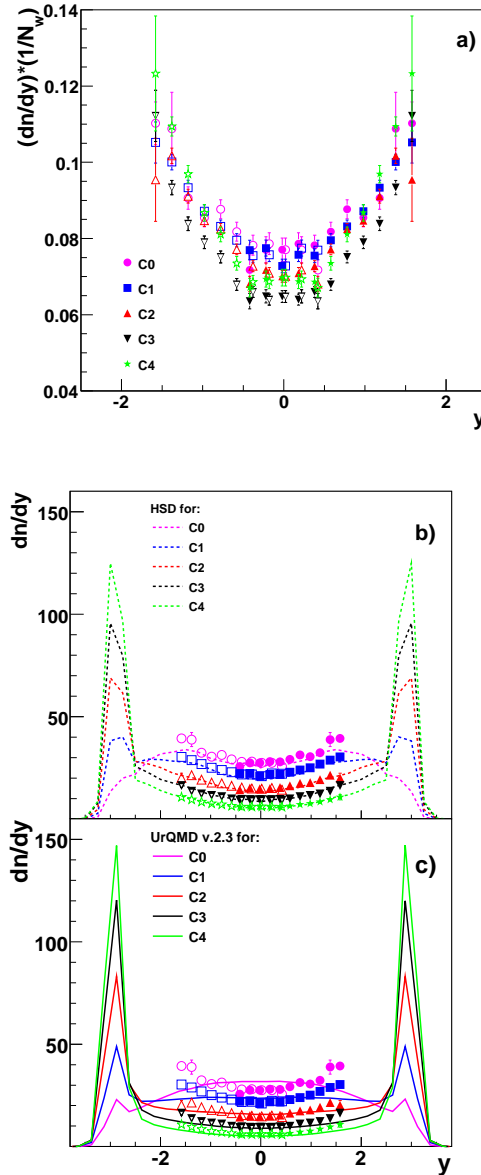 0.14
a)
0.12
0.1
0.08
0.06
0.04
(dn/dy)*(1/N_w)
C0
C1
C2
C3
C4
-2 0 2
y
dn/dy
150
100
50
b)
HSD for:
C0
C1
C2
C3
C4
dn/dy
150
100
50
0
UrQMD v.2.3 for:
c)
C0
C1
C2
C3
C4
-2 0 2
y